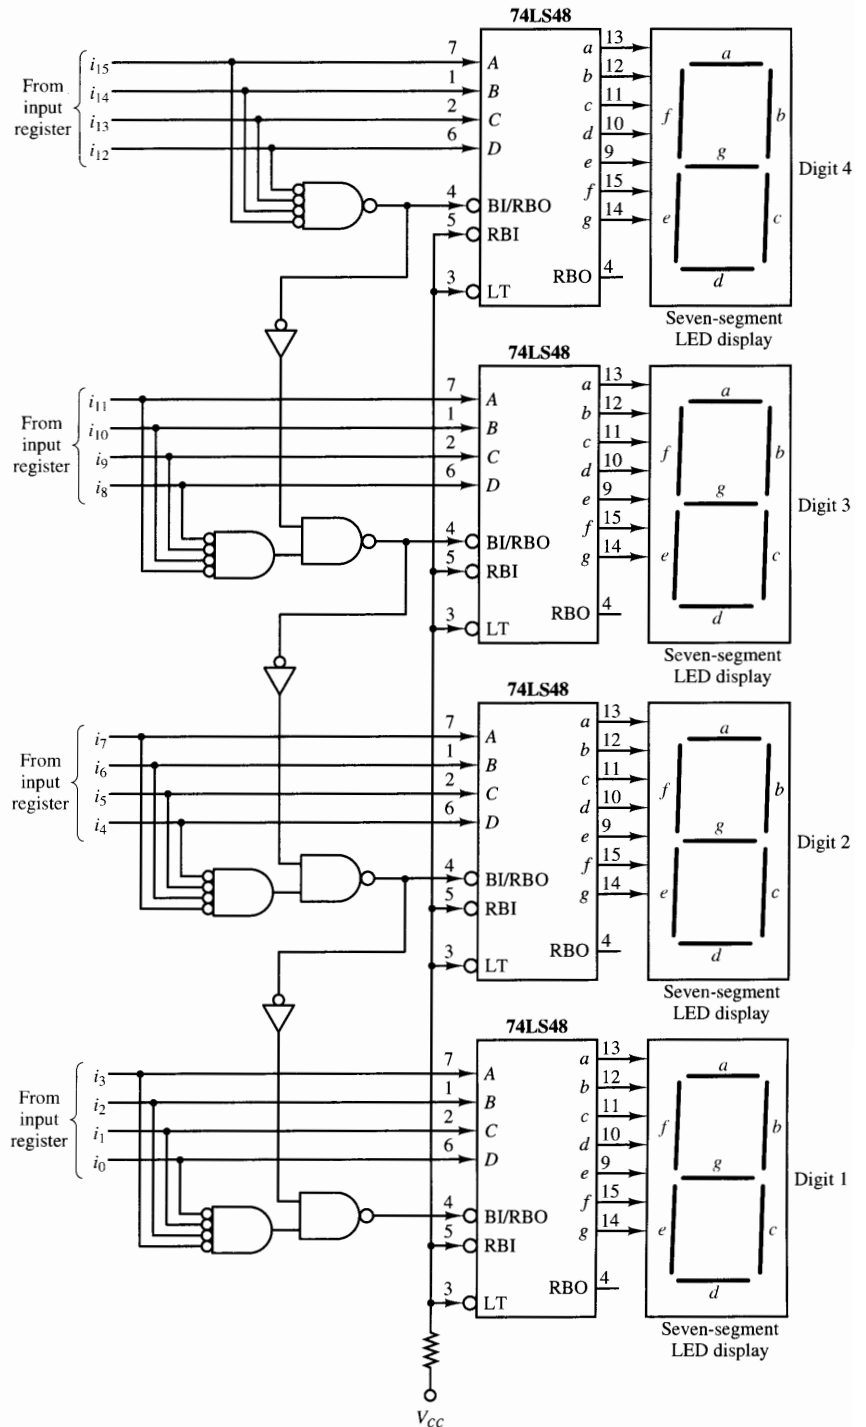 74LS48
From
input
register
i15
i14
i13
i12
7
1
2
6
4
5
3
A
B
C
D
BI/RBO
RBI
LT
a
b
c
d
e
f
g
RBO
13
12
11
10
9
15
14
4
a
b
c
d
e
f
g
Digit 4
Seven-segment
LED display
74LS48
From
input
register
i11
i10
i9
i8
7
1
2
6
4
5
3
A
B
C
D
BI/RBO
RBI
LT
a
b
c
d
e
f
g
RBO
13
12
11
10
9
15
14
4
a
b
c
d
e
f
g
Digit 3
Seven-segment
LED display
74LS48
From
input
register
i7
i6
i5
i4
7
1
2
6
4
5
3
A
B
C
D
BI/RBO
RBI
LT
a
b
c
d
e
f
g
RBO
13
12
11
10
9
15
14
4
a
b
c
d
e
f
g
Digit 2
Seven-segment
LED display
74LS48
From
input
register
i3
i2
i1
i0
7
1
2
6
4
5
3
A
B
C
D
BI/RBO
RBI
LT
a
b
c
d
e
f
g
RBO
13
12
11
10
9
15
14
4
a
b
c
d
e
f
g
Digit 1
Seven-segment
LED display
VCC